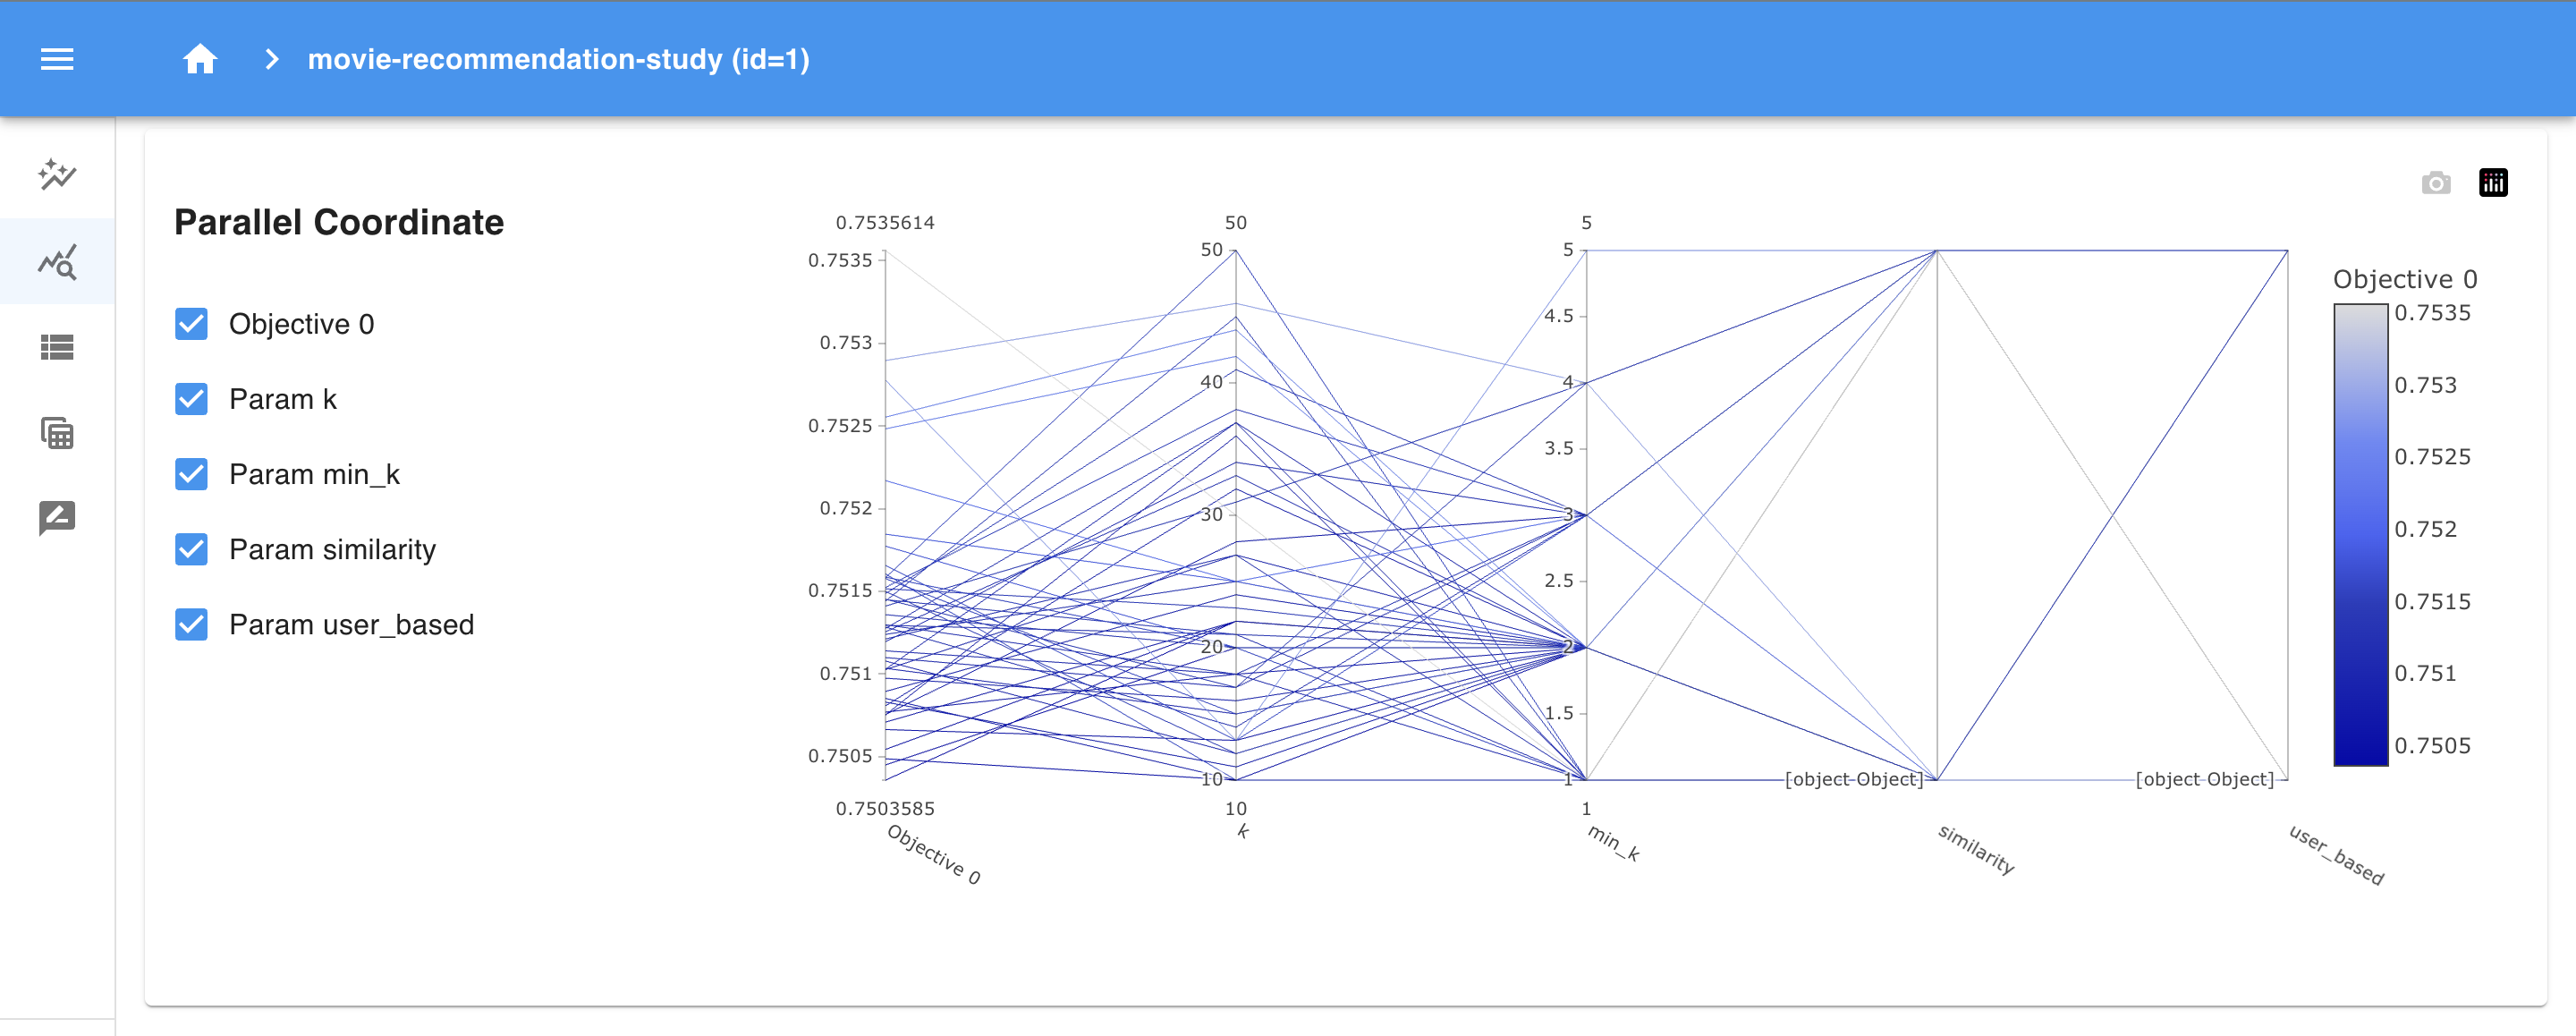 movie-recommendation-study (id=1)
Parallel Coordinate
Objective 0
Param k
Param min_k
Param similarity
Param user_based
0.7535614
0.7535
0.753
0.7525
0.752
0.7515
0.751
0.7505
0.7503585
Objective 0
50
50
40
30
20
10
10
k
5
5
4.5
4
3.5
3
2.5
2
1.5
1
1
min_k
[object Object]
similarity
[object Object]
user_based
Objective 0
0.7535
0.753
0.7525
0.752
0.7515
0.751
0.7505